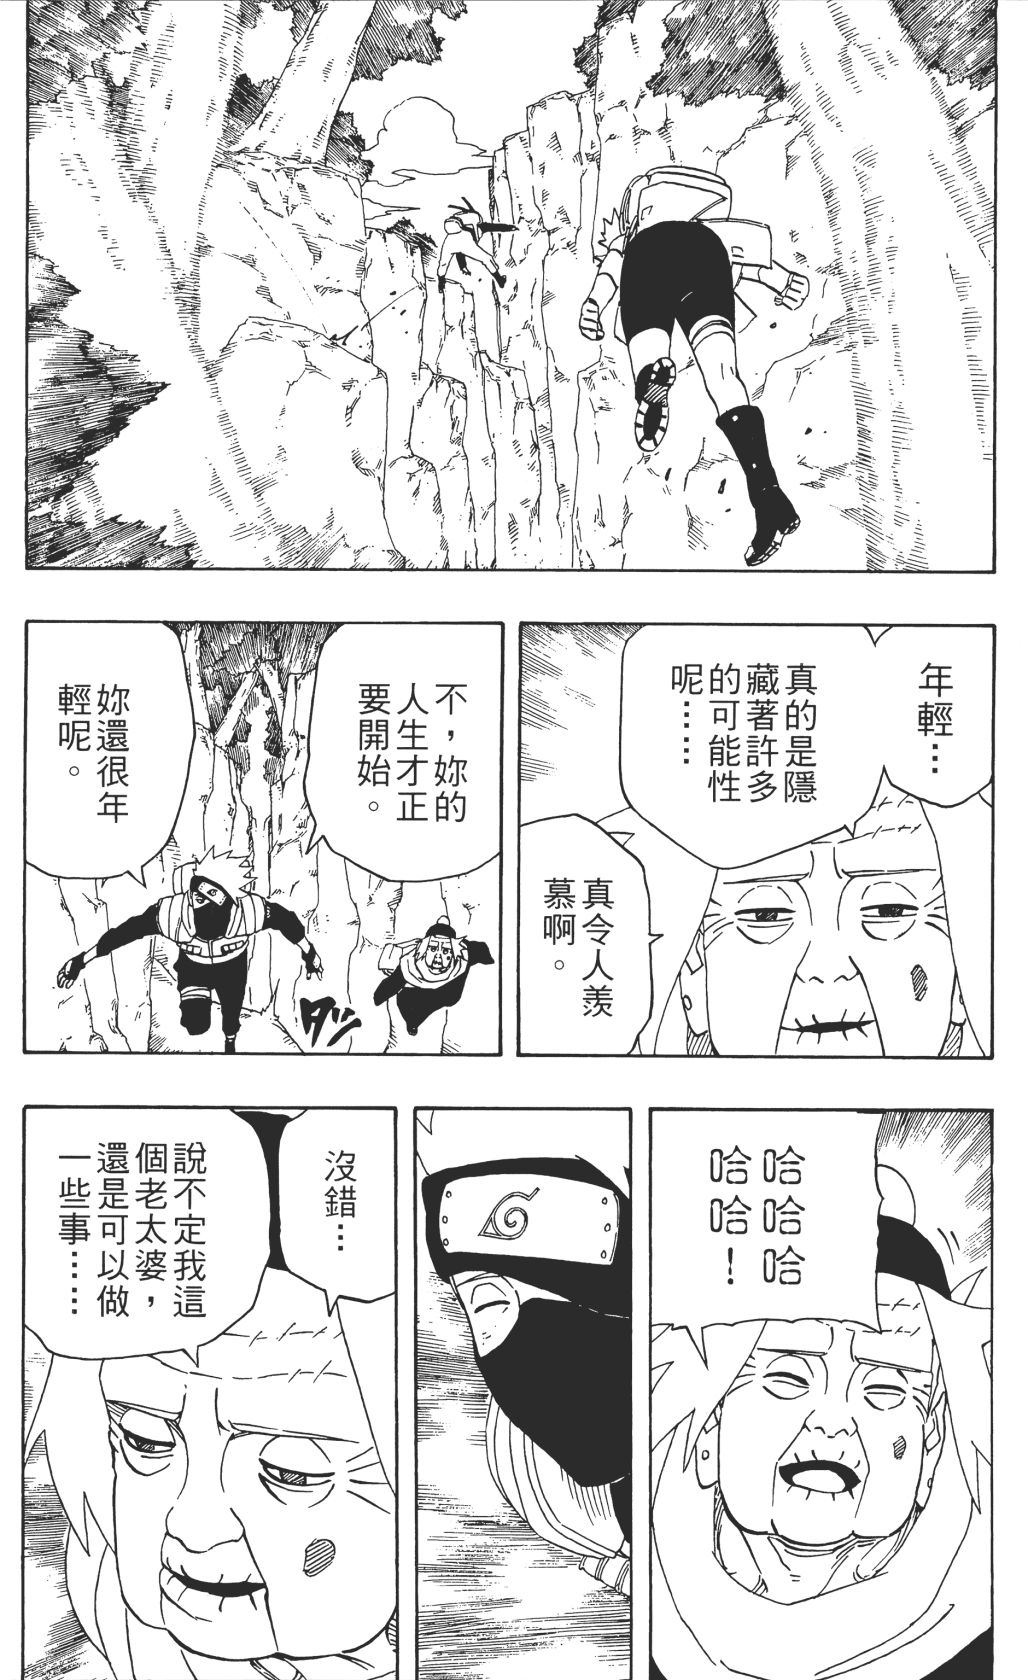 年輕…
真的是隱
藏著許多
的可能性
呢……
真令人羨
慕啊。
不，妳的
人生才正
要開始。
妳還很年
輕呢。
ダッ
哈哈哈
哈哈！
沒錯…
說不定我這
個老太婆，
還是可以做
一些事……